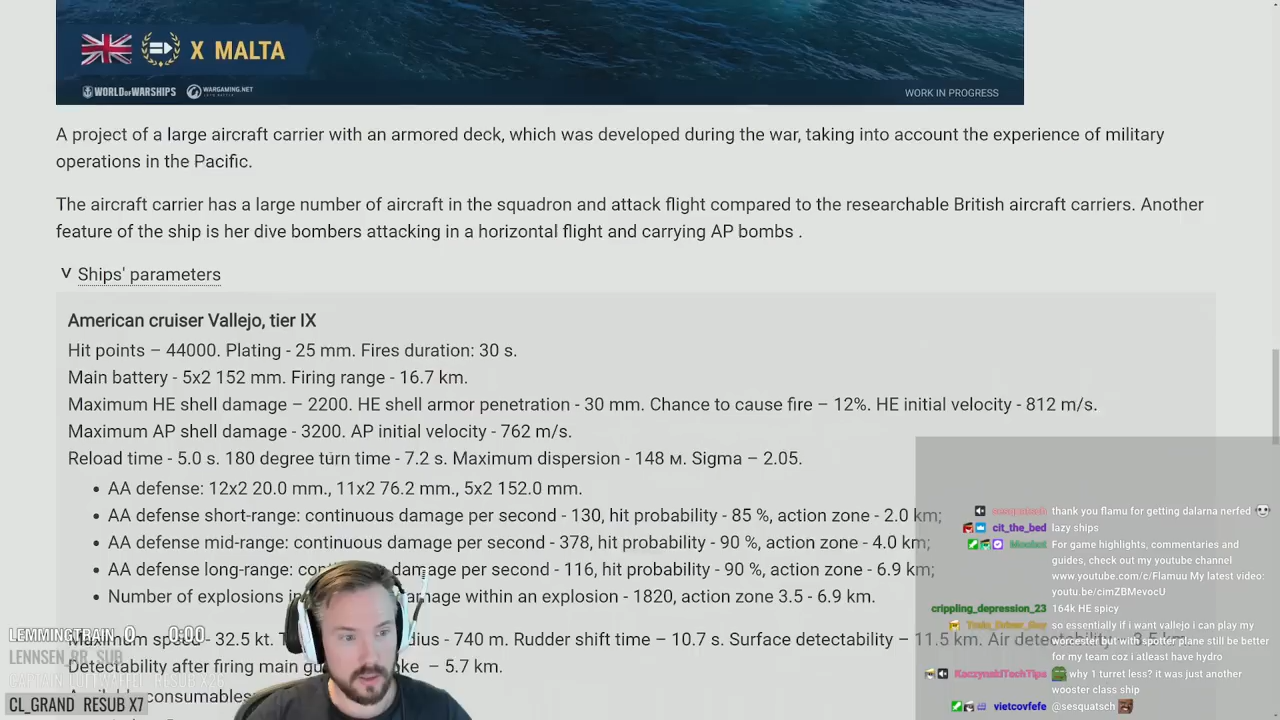 X MALTA
WORLD OF WARSHIPS
WARGAMING.NET
WORK IN PROGRESS
A project of a large aircraft carrier with an armored deck, which was developed during the war, taking into account the experience of military
operations in the Pacific.
The aircraft carrier has a large number of aircraft in the squadron and attack flight compared to the researchable British aircraft carriers. Another
feature of the ship is her dive bombers attacking in a horizontal flight and carrying AP bombs .
Ships' parameters
American cruiser Vallejo, tier IX
Hit points – 44000. Plating - 25 mm. Fires duration: 30 s.
Main battery - 5x2 152 mm. Firing range - 16.7 km.
Maximum HE shell damage – 2200. HE shell armor penetration - 30 mm. Chance to cause fire – 12%. HE initial velocity - 812 m/s.
Maximum AP shell damage - 3200. AP initial velocity - 762 m/s.
Reload time - 5.0 s. 180 degree turn time - 7.2 s. Maximum dispersion - 148 м. Sigma – 2.05.
• AA defense: 12x2 20.0 mm., 11x2 76.2 mm., 5x2 152.0 mm.
• AA defense short-range: continuous damage per second - 130, hit probability - 85 %, action zone - 2.0 km;
• AA defense mid-range: continuous damage per second - 378, hit probability - 90 %, action zone - 4.0 km;
• AA defense long-range: damage per second - 116, hit probability - 90 %, action zone - 6.9 km;
• Number of explosions damage within an explosion - 1820, action zone 3.5 - 6.9 km.
speed - 32.5 kt. - 740 m. Rudder shift time – 10.7 s. Surface detectability – 11.5 km. Air detectability – 3.5 km.
Detectability after firing main – 5.7 km.
consumables
thank you flamu for getting dalarna nerfed
cit_the_bed lazy ships
Moobot For game highlights, commentaries and
guides, check out my youtube channel
www.youtube.com/c/Flamuu My latest video:
youtu.be/cimZBMevocU
crippling_depression_23 164k HE spicy
so essentially if i want vallejo i can play my
worcester but with spotter plane still be better
for my team coz i atleast have hydro
KaczynskiTechTips why 1 turret less? it was just another
wooster class ship
vietcovfefe @sesquatsch
LEMMINGTRAIN 0 0:00
LENNSEN_BR SUB
CAPTAIN_LUFTWAFFEL RESUB X26
CL_GRAND RESUB X7